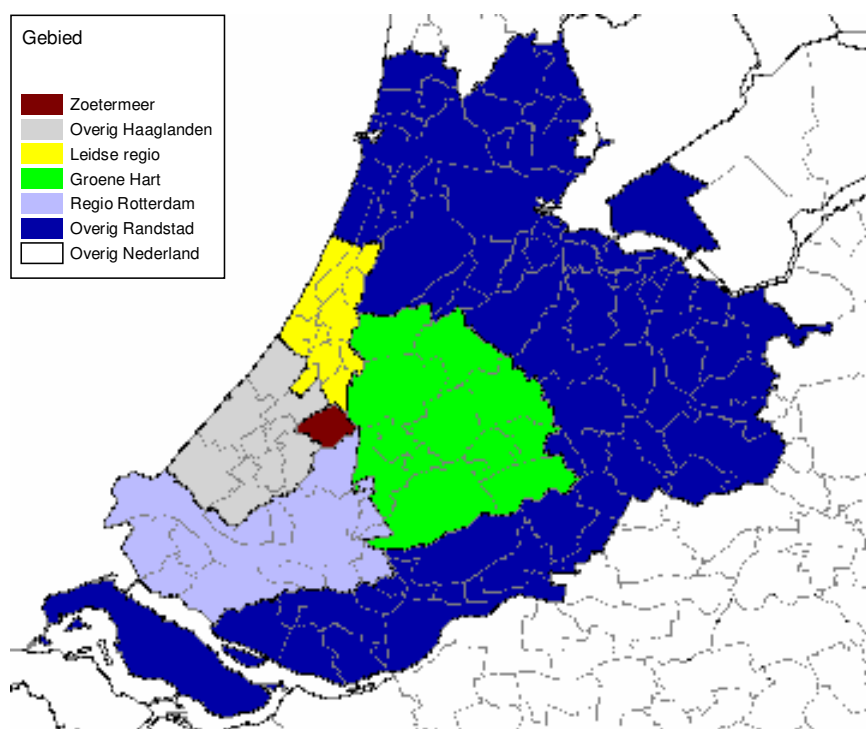 Gebied
Zoetermeer
Overig Haaglanden
Leidse regio
Groene Hart
Regio Rotterdam
Overig Randstad
Overig Nederland